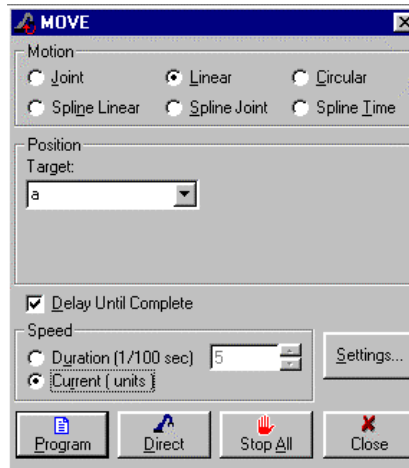 MOVE
Motion
Joint Linear Circular
Spline Linear Spline Joint Spline Time
Position
Target:
a
Delay Until Complete
Speed
Duration (1/100 sec) 5
Settings...
Current ( units )
Program Direct Stop All Close